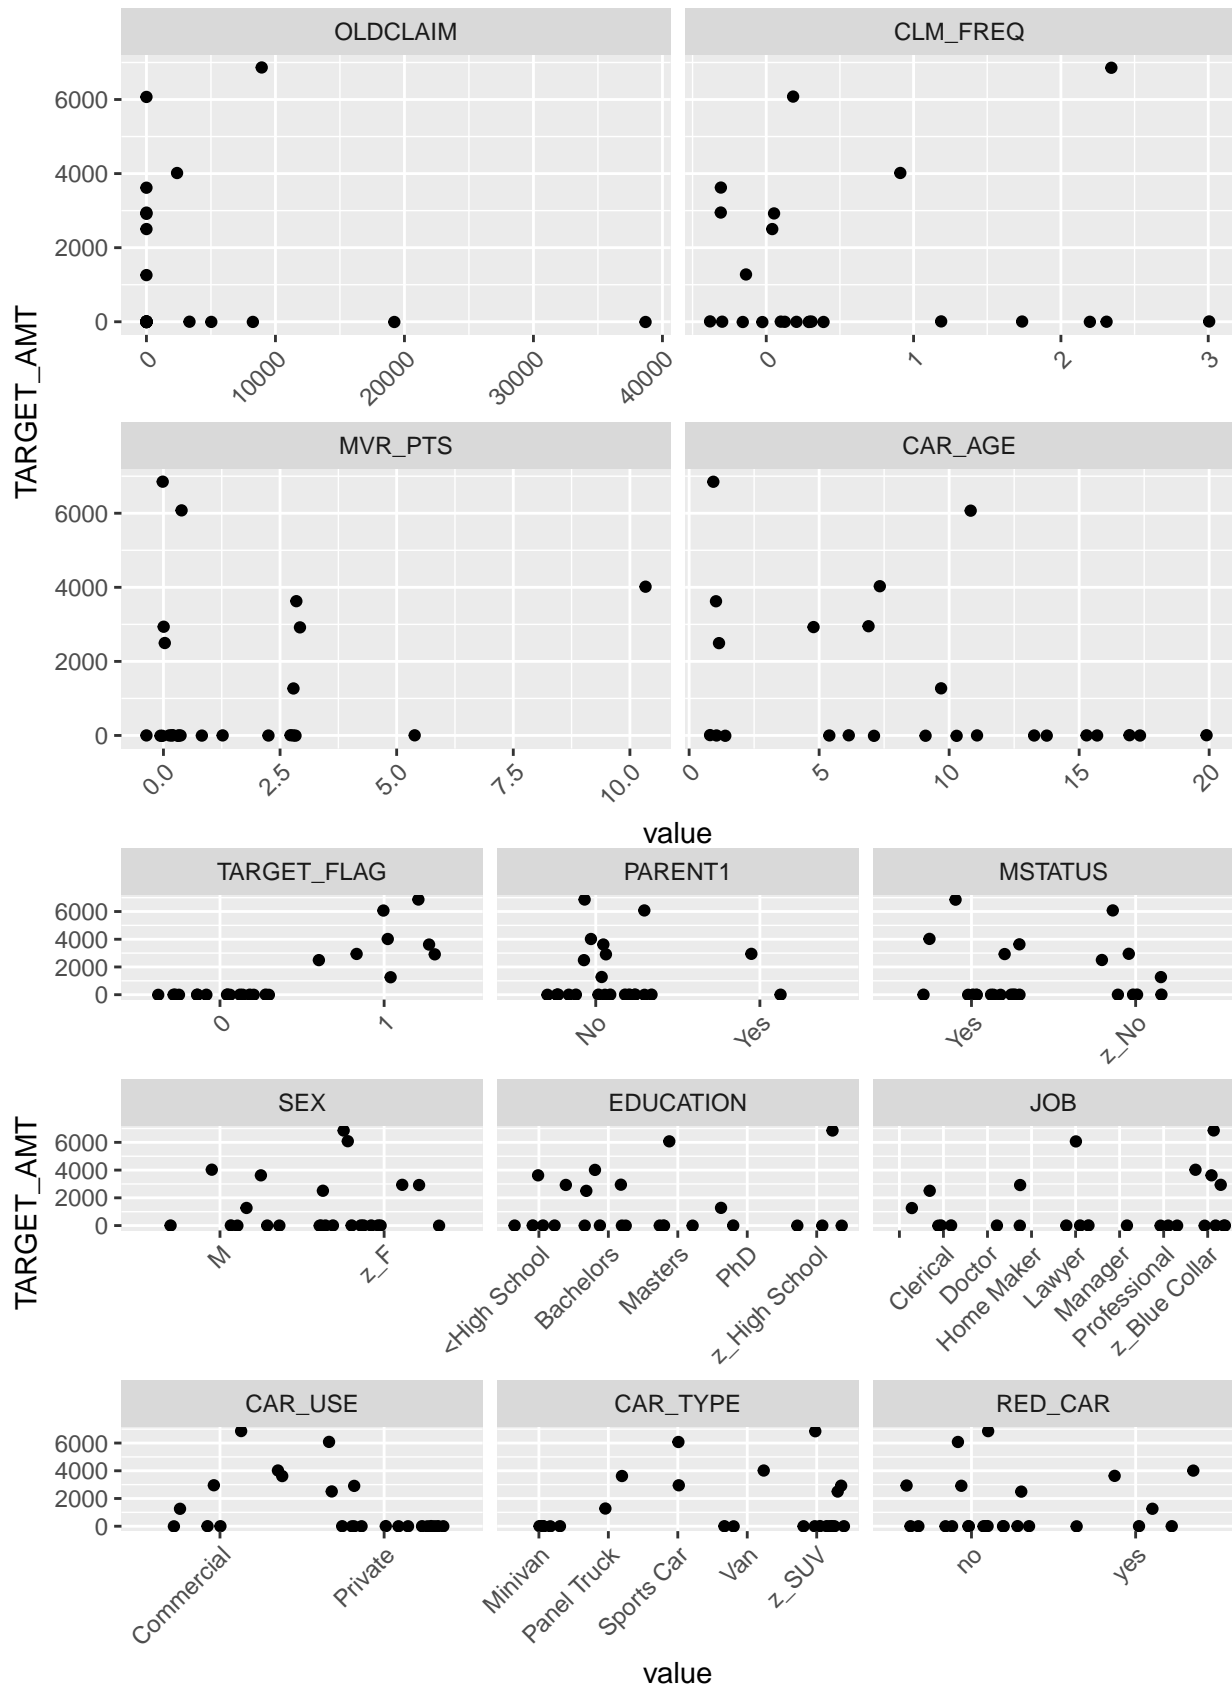 OLDCLAIM CLM_FREQ
6000
4000
2000
0
0 10000 20000 30000 40000 0 1 2 3
TARGET_AMT
MVR_PTS CAR_AGE
6000
4000
2000
0
0.0 2.5 5.0 7.5 10.0 0 5 10 15 20
value
TARGET_FLAG PARENT1 MSTATUS
6000
4000
2000
0
0 1 No Yes Yes z_No
TARGET_AMT
SEX EDUCATION JOB
6000
4000
2000
0
M z_F <High School Bachelors Masters PhD z_High School Clerical Doctor Home Maker Lawyer Manager Professional z_Blue Collar
CAR_USE CAR_TYPE RED_CAR
6000
4000
2000
0
Commercial Private Minivan Panel Truck Sports Car Van z_SUV no yes
value